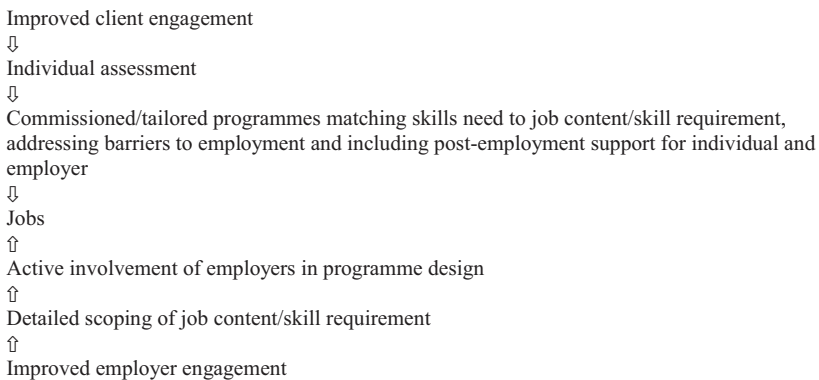 Improved client engagement
⇩
Individual assessment
⇩
Commissioned/tailored programmes matching skills need to job content/skill requirement,
addressing barriers to employment and including post-employment support for individual and
employer
⇩
Jobs
⇧
Active involvement of employers in programme design
⇧
Detailed scoping of job content/skill requirement
⇧
Improved employer engagement